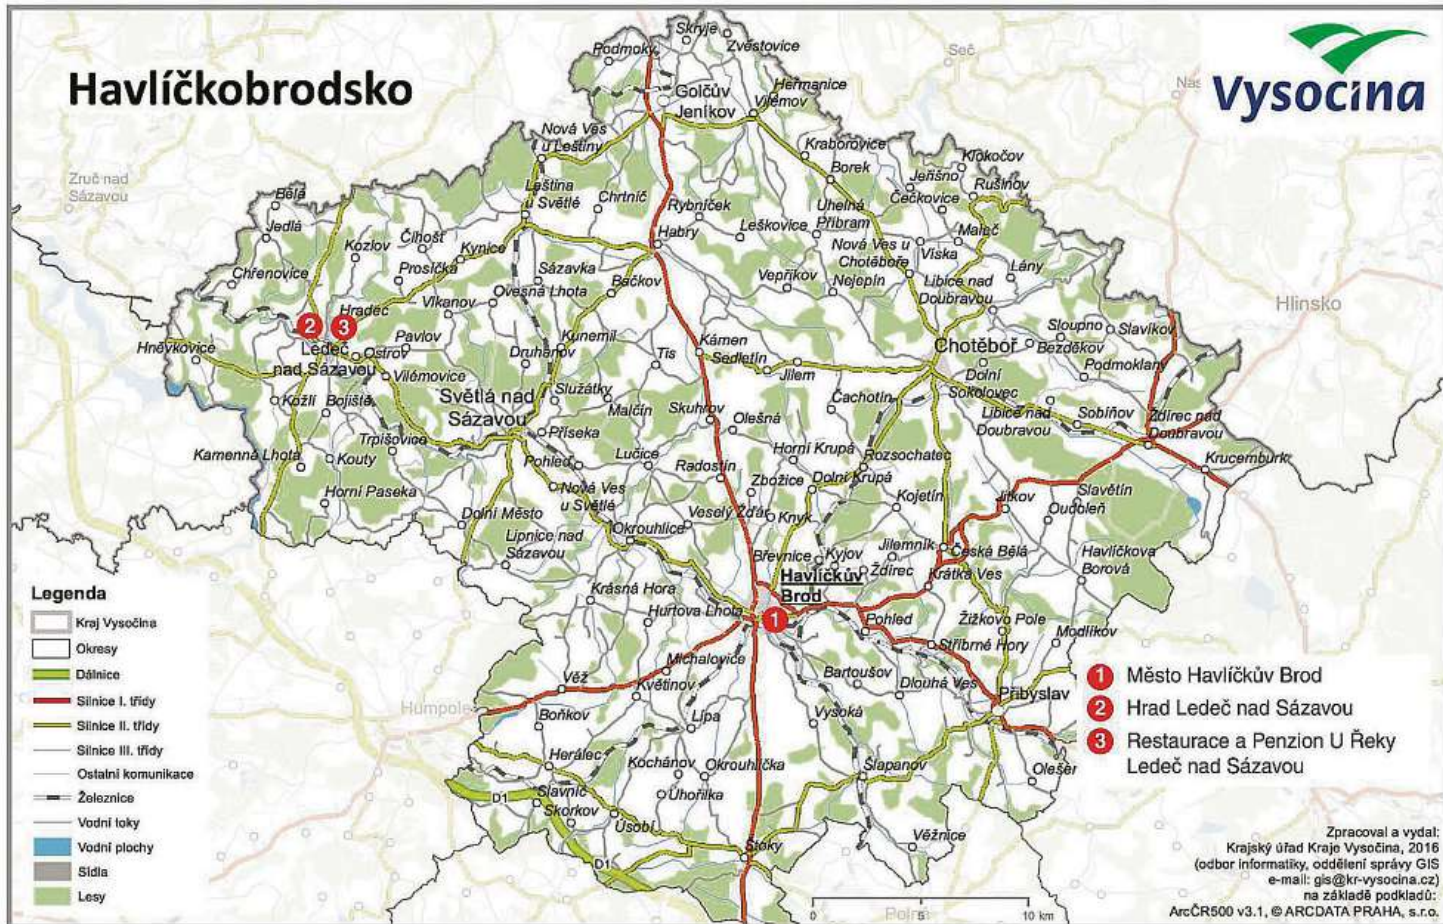 Havlíčkobrodsko
Vysočina
Skryje
Zvěstovice
Podmoky
Seč
Golčův
Jeníkov
Heřmanice
Vilémov
Nová Ves
u Leštiny
Kraborovice
Klokočov
Zruč nad
Sázavou
Borek
Jeřišno
Rušinov
Leština
u Světlé
Chrtníč
Bělá
Rybníček
Uhelná
Příbram
Čečkovice
Jedlá
Kozlov
Číhošť
Kynice
Habry
Leškovice
Nová Ves u
Chotěboře
Víska
Maleč
Chřenovice
Prosíčka
Sázavka
Vepříkov
Nejepín
Libice nad
Doubravou
Lány
Bačkov
Hradec
Vlkanov
Ovesná Lhota
Hlinsko
2
3
Pavlov
Kunemil
Kámen
Sloupno
Slavíkov
Hněvkovice
Ledeč
nad Sázavou
Ostrov
Druhanov
Tis
Sedletín
Chotěboř
Bezděkov
Vilémovice
Jilem
Dolní
Sokolovec
Podmoklany
Kožlí
Bojiště
Světlá nad
Sázavou
Služátky
Malčín
Skuhrov
Olešná
Cachotín
Libice nad
Doubravou
Sobíňov
Ždírec nad
Doubravou
Trpišovice
Příseka
Kamenná Lhota
Kouty
Pohleď
Lučice
Radostín
Horní Krupá
Rozsochatec
Krucemburk
Horní Paseka
Nová Ves
u Světlé
Zbožíce
Dolní Krupá
Kojetín
Jitkov
Slavětín
Dolní Město
Okrouhlice
Veselý Žďár
Knyk
Oudoleň
Lipnice nad
Sázavou
Břevnice
Kyjov
Jilemník
Česká Bělá
Havlíčkova
Borová
Krásná Hora
Havlíčkův
Brod
Ždírec
Krátká Ves
Hurtova Lhota
1
Pohled
Žižkovo Pole
Modlíkov
Stříbrné Hory
Michalovice
Bartoušov
Věž
Květinov
Dlouhá Ves
Přibyslav
Humpolec
Boňkov
Lípa
Vysoká
Herálec
Kochánov
Okrouhlička
Šlapanov
Olešen
D1
Slavníč
Skorkov
Úhořilka
Úsobí
Věžnice
D1
Štoky
Polná
Legenda
Kraj Vysočina
Okresy
Dálnice
Silnice I. třídy
Silnice II. třídy
Silnice III. třídy
Ostatní komunikace
Železnice
Vodní toky
Vodní plochy
Sídla
Lesy
1 Město Havlíčkův Brod
2 Hrad Ledeč nad Sázavou
3 Restaurace a Penzion U Řeky
Ledeč nad Sázavou
0 5 10 km
Zpracoval a vydal:
Krajský úřad Kraje Vysočina, 2016
(odbor informatiky, oddělení správy GIS
e-mail: gis@kr-vysocina.cz)
na základě podkladů:
ArcČR500 v3.1, © ARCDATA PRAHA, s.r.o.